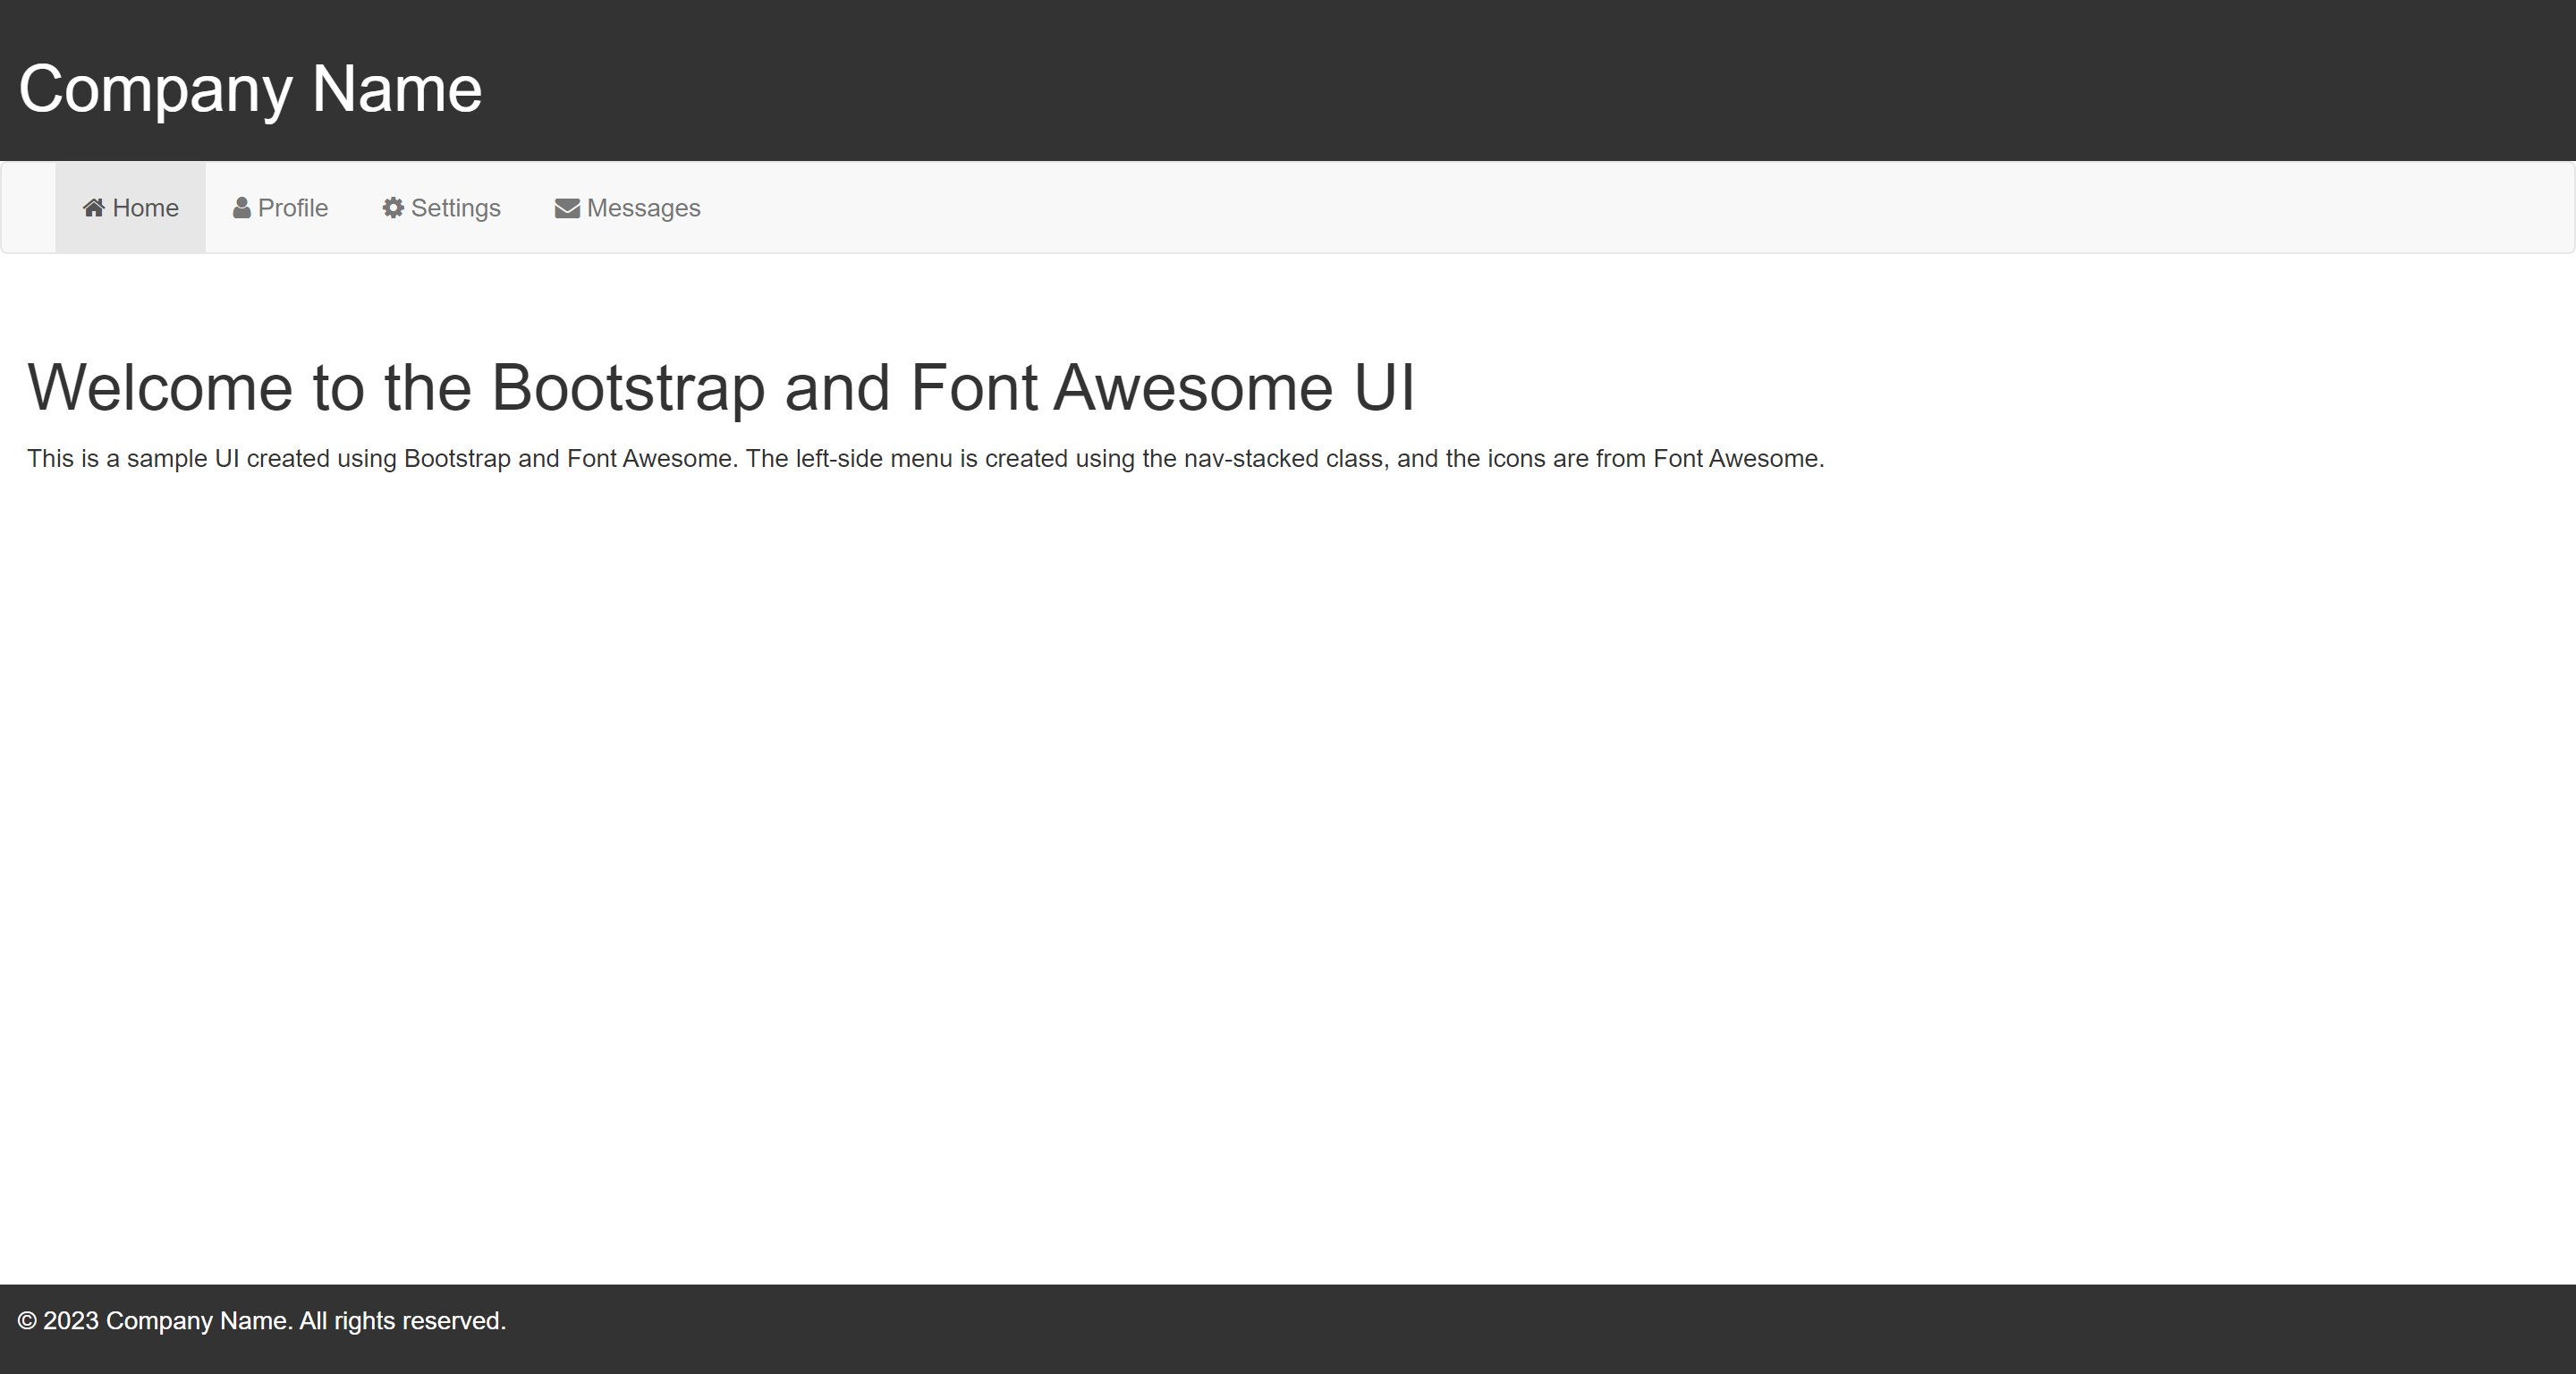 Company Name
Home Profile Settings Messages
Welcome to the Bootstrap and Font Awesome UI
This is a sample UI created using Bootstrap and Font Awesome. The left-side menu is created using the nav-stacked class, and the icons are from Font Awesome.
© 2023 Company Name. All rights reserved.